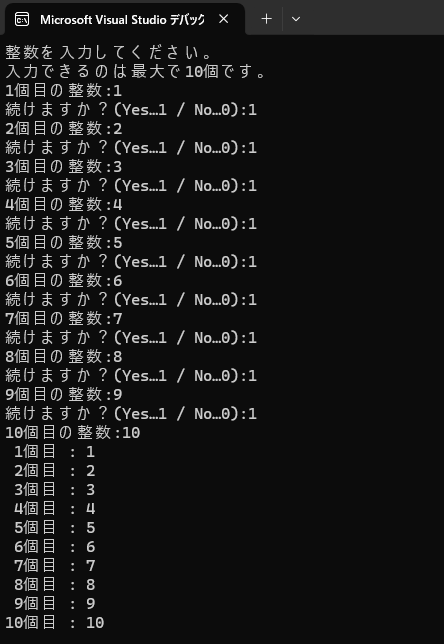 Microsoft Visual Studio デバッグ
整数を入力してください。
入力できるのは最大で10個です。
1個目の整数:1
続けますか？(Yes…1 / No…0):1
2個目の整数:2
続けますか？(Yes…1 / No…0):1
3個目の整数:3
続けますか？(Yes…1 / No…0):1
4個目の整数:4
続けますか？(Yes…1 / No…0):1
5個目の整数:5
続けますか？(Yes…1 / No…0):1
6個目の整数:6
続けますか？(Yes…1 / No…0):1
7個目の整数:7
続けますか？(Yes…1 / No…0):1
8個目の整数:8
続けますか？(Yes…1 / No…0):1
9個目の整数:9
続けますか？(Yes…1 / No…0):1
10個目の整数:10
 1個目 : 1
 2個目 : 2
 3個目 : 3
 4個目 : 4
 5個目 : 5
 6個目 : 6
 7個目 : 7
 8個目 : 8
 9個目 : 9
10個目 : 10